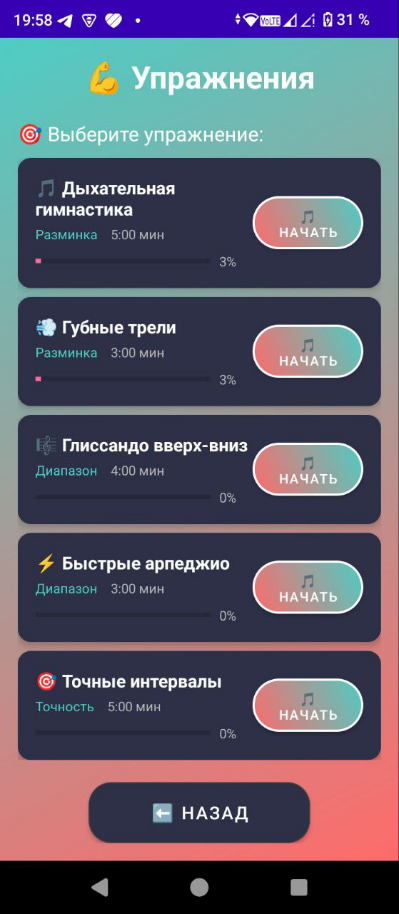 19:58 VoLTE 31 %
💪 Упражнения
🎯 Выберите упражнение:
🎵 Дыхательная
гимнастика
Разминка 5:00 мин
3%
🎵
НАЧАТЬ
💨 Губные трели
Разминка 3:00 мин
3%
🎵
НАЧАТЬ
🎼 Глиссандо вверх-вниз
Диапазон 4:00 мин
0%
🎵
НАЧАТЬ
⚡ Быстрые арпеджио
Диапазон 3:00 мин
0%
🎵
НАЧАТЬ
🎯 Точные интервалы
Точность 5:00 мин
0%
🎵
НАЧАТЬ
⬅️ НАЗАД